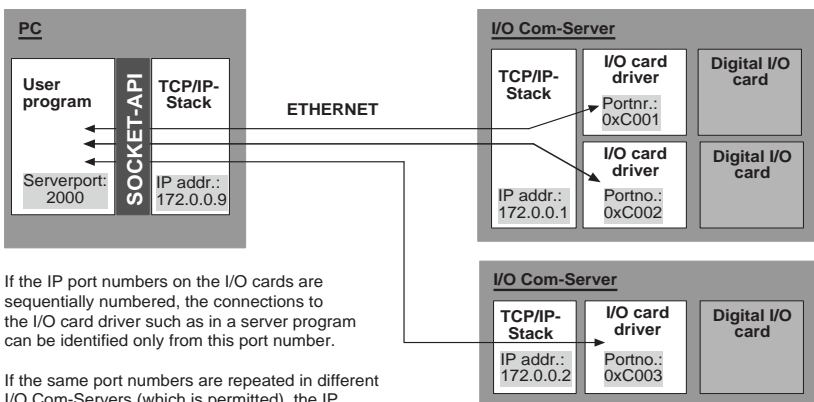 PC
User
program
Serverport:
2000
SOCKET-API
TCP/IP-
Stack
IP addr.:
172.0.0.9
ETHERNET
I/O Com-Server
TCP/IP-
Stack
IP addr.:
172.0.0.1
I/O card
driver
Portnr.:
0xC001
Digital I/O
card
I/O card
driver
Portno.:
0xC002
Digital I/O
card
I/O Com-Server
TCP/IP-
Stack
IP addr.:
172.0.0.2
I/O card
driver
Portno.:
0xC003
Digital I/O
card
If the IP port numbers on the I/O cards are
sequentially numbered, the connections to
the I/O card driver such as in a server program
can be identified only from this port number.
If the same port numbers are repeated in different
I/O Com-Servers (which is permitted), the IP